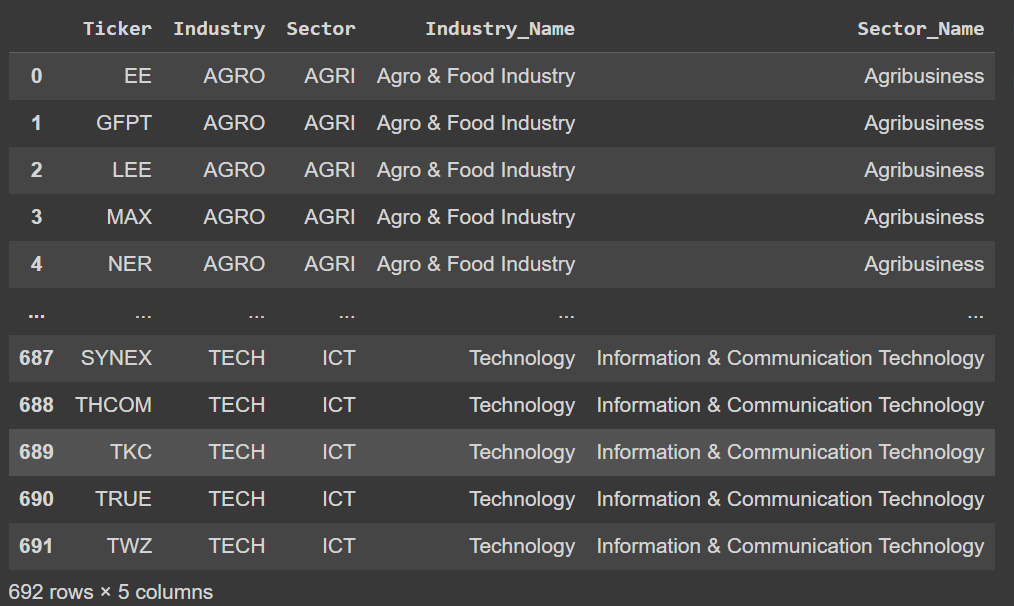 Ticker Industry Sector Industry_Name Sector_Name
0 EE AGRO AGRI Agro & Food Industry Agribusiness
1 GFPT AGRO AGRI Agro & Food Industry Agribusiness
2 LEE AGRO AGRI Agro & Food Industry Agribusiness
3 MAX AGRO AGRI Agro & Food Industry Agribusiness
4 NER AGRO AGRI Agro & Food Industry Agribusiness
... ... ... ... ... ...
687 SYNEX TECH ICT Technology Information & Communication Technology
688 THCOM TECH ICT Technology Information & Communication Technology
689 TKC TECH ICT Technology Information & Communication Technology
690 TRUE TECH ICT Technology Information & Communication Technology
691 TWZ TECH ICT Technology Information & Communication Technology
692 rows × 5 columns